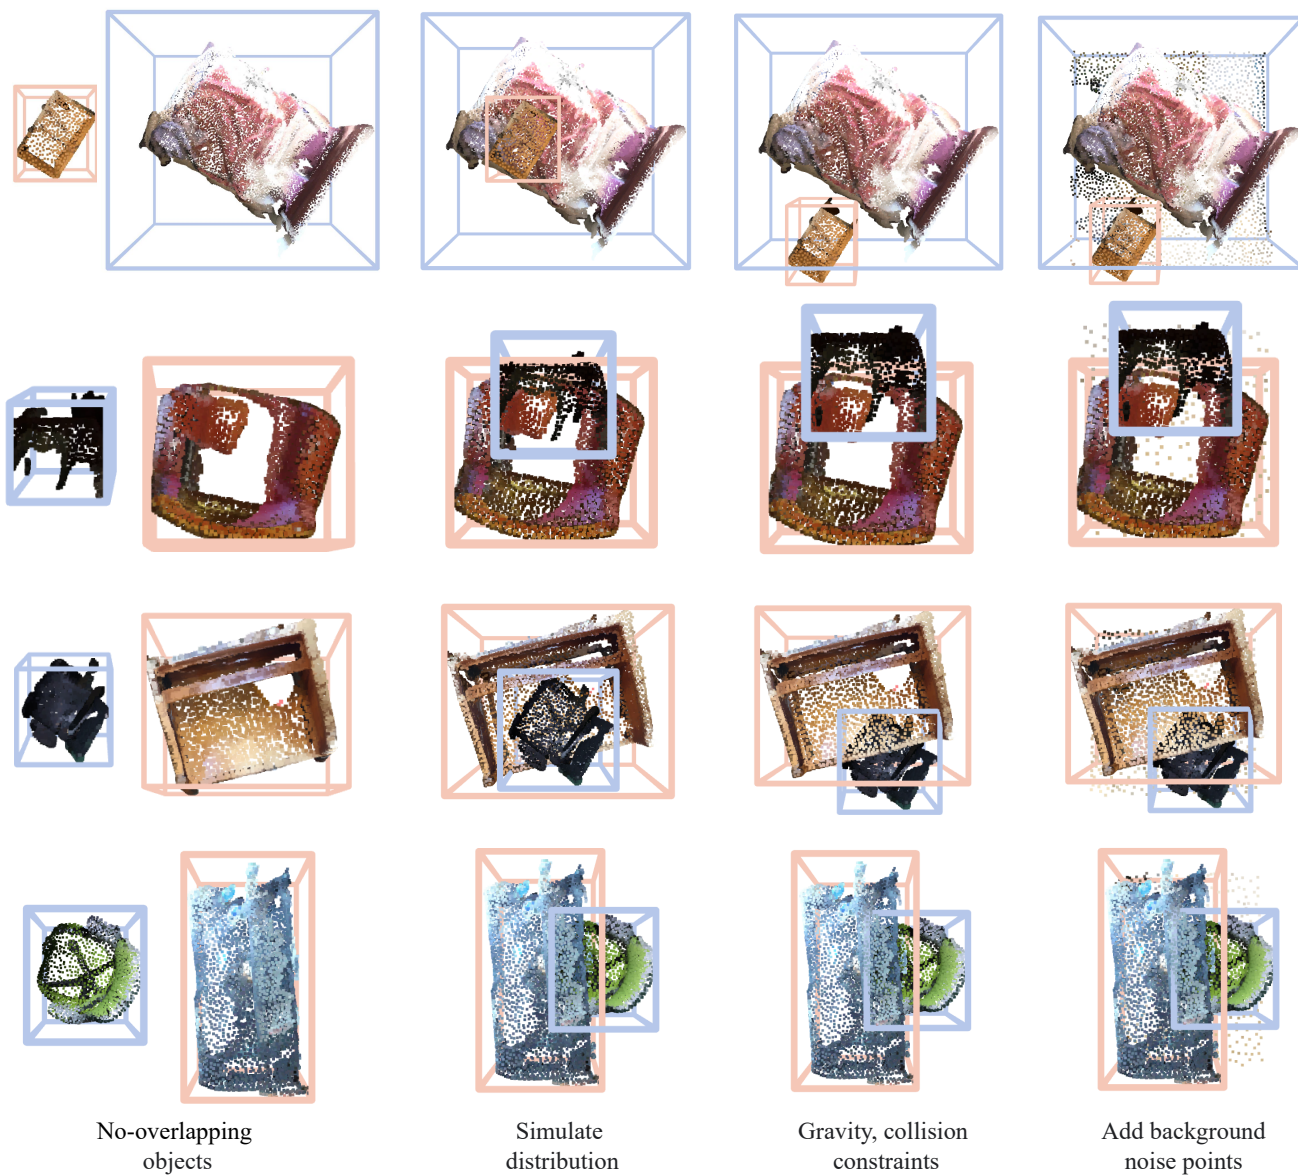 No-overlapping
objects
Simulate
distribution
Gravity, collision
constraints
Add background
noise points